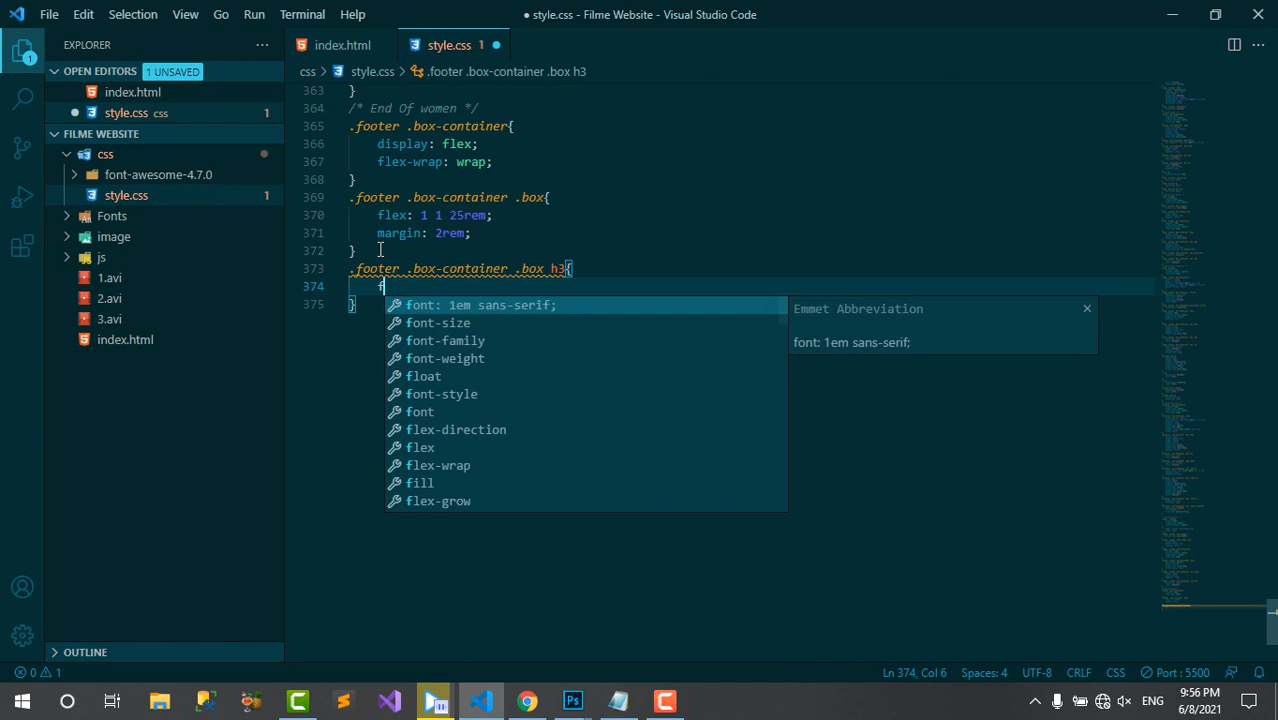 File Edit Selection View Go Run Terminal Help
● style.css - Filme Website - Visual Studio Code
EXPLORER
index.html
style.css 1
OPEN EDITORS 1 UNSAVED
css > style.css > .footer .box-container .box h3
index.html
style.css css 1
FILME WEBSITE
css
font-awesome-4.7.0
style.css 1
Fonts
image
js
1.avi
2.avi
3.avi
index.html
OUTLINE
363 }
364 /* End Of women */
365 .footer .box-container{
366 display: flex;
367 flex-wrap: wrap;
368 }
369 .footer .box-container .box{
370 flex: 1 1 25rem;
371 margin: 2rem;
372 }
373 .footer .box-container .box h3{
374 f
375 }
font: 1em sans-serif;
font-size
font-family
font-weight
float
font-style
font
flex-direction
flex
flex-wrap
fill
flex-grow
Emmet Abbreviation
font: 1em sans-serif;
0 1
Ln 374, Col 6 Spaces: 4 UTF-8 CRLF CSS Port : 5500
ENG
9:56 PM
6/8/2021